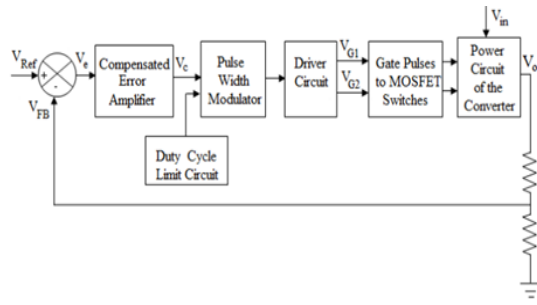 V_Ref
+
-
V_e
V_FB
Compensated
Error
Amplifier
V_c
Pulse
Width
Modulator
Duty Cycle
Limit Circuit
Driver
Circuit
V_G1
V_G2
Gate Pulses
to MOSFET
Switches
V_in
Power
Circuit
of the
Converter
V_o